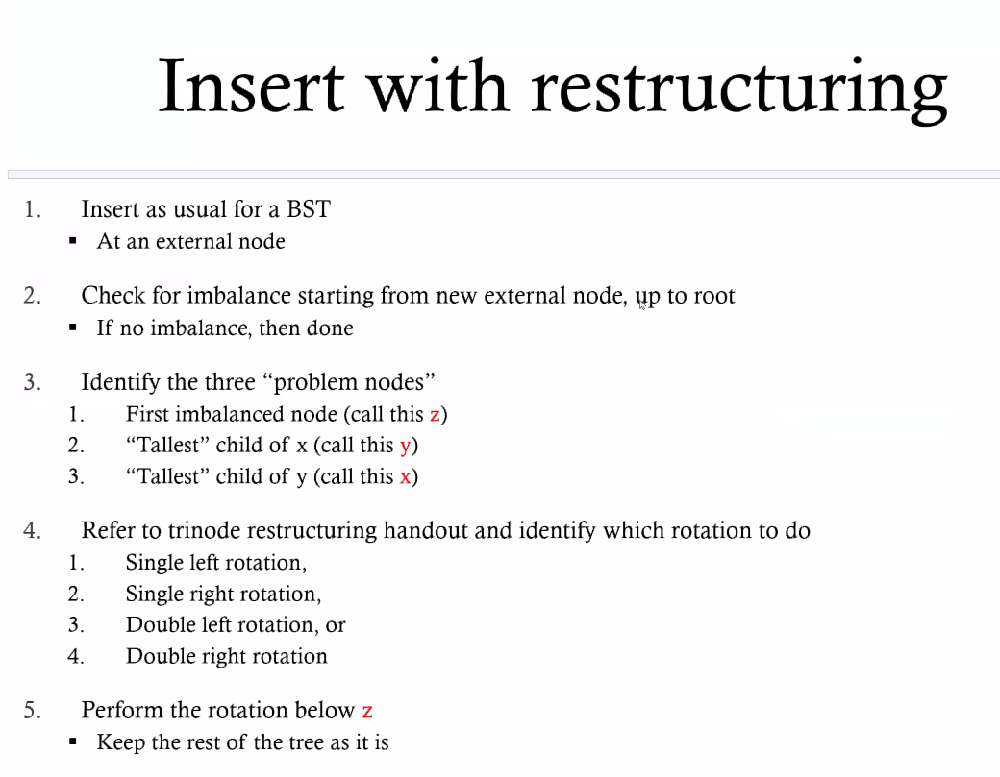 Insert with restructuring
1. Insert as usual for a BST
▪ At an external node
2. Check for imbalance starting from new external node, up to root
▪ If no imbalance, then done
3. Identify the three “problem nodes”
1. First imbalanced node (call this z)
2. “Tallest” child of x (call this y)
3. “Tallest” child of y (call this x)
4. Refer to trinode restructuring handout and identify which rotation to do
1. Single left rotation,
2. Single right rotation,
3. Double left rotation, or
4. Double right rotation
5. Perform the rotation below z
▪ Keep the rest of the tree as it is